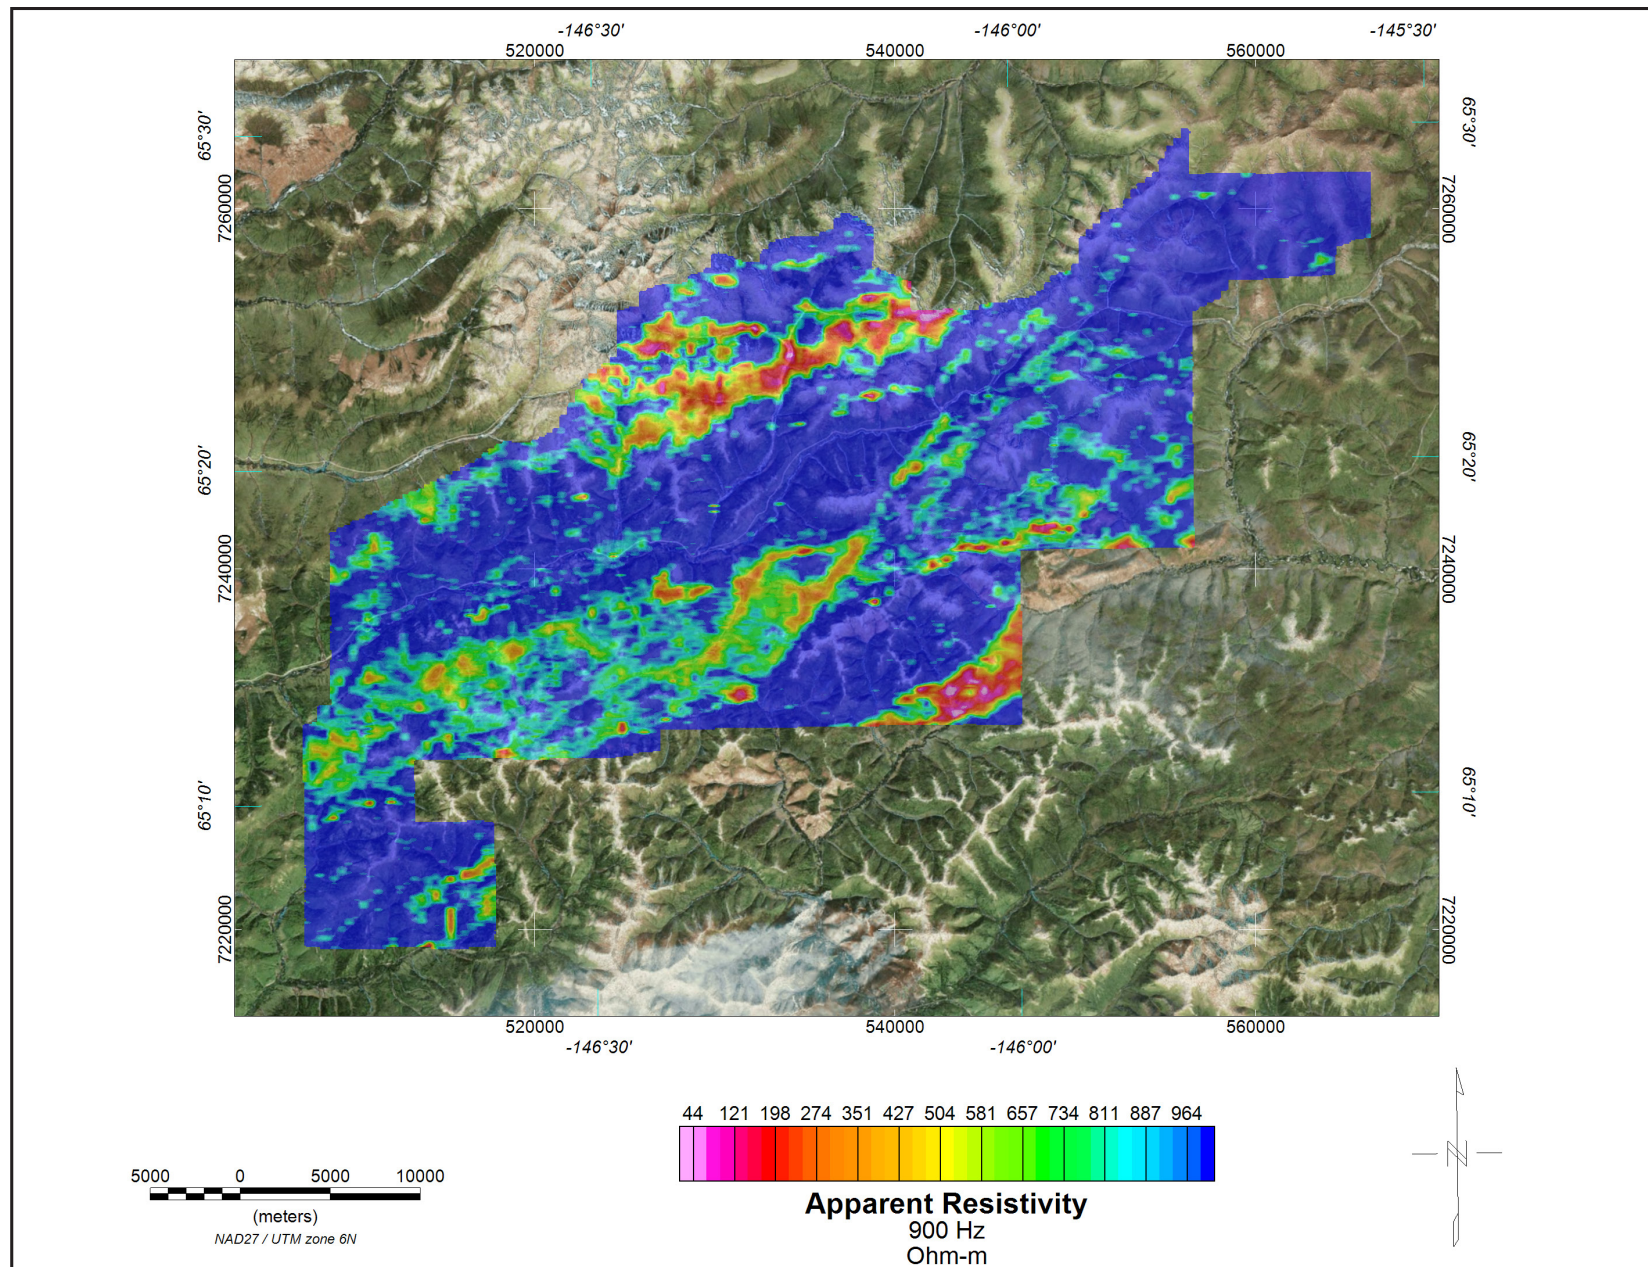 -146°30' -146°00' -145°30'
520000 540000 560000
65°30' 65°30'
7260000 7260000
65°20' 65°20'
7240000 7240000
65°10' 65°10'
7220000 7220000
520000 540000 560000
-146°30' -146°00'
44 121 198 274 351 427 504 581 657 734 811 887 964
5000 0 5000 10000
(meters)
NAD27 / UTM zone 6N
Apparent Resistivity
900 Hz
Ohm-m
N